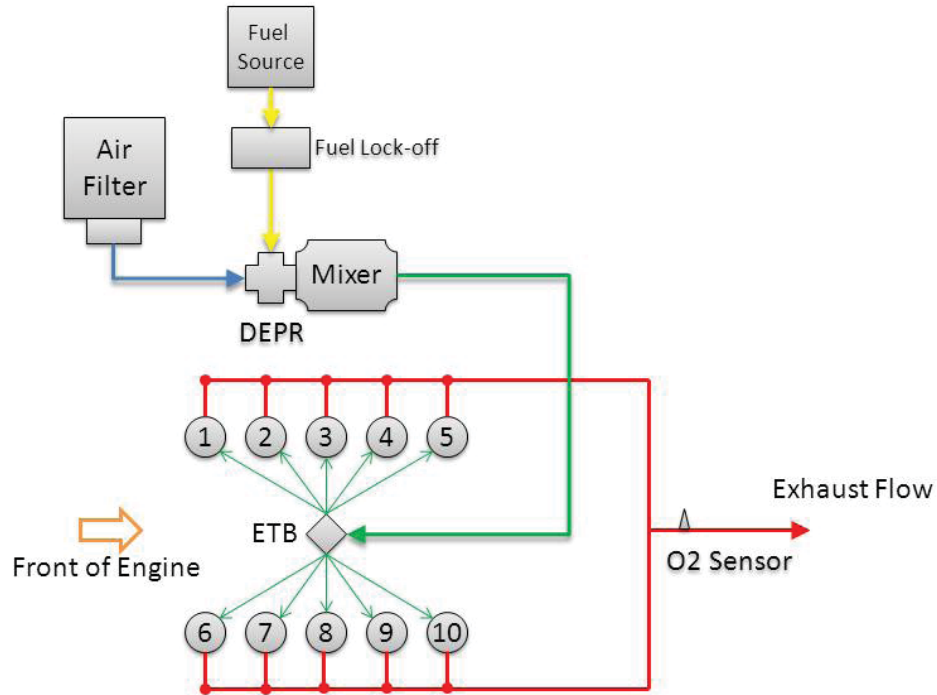 Fuel
Source
Fuel Lock-off
Air
Filter
Mixer
DEPR
1
2
3
4
5
ETB
Front of Engine
Exhaust Flow
O2 Sensor
6
7
8
9
10